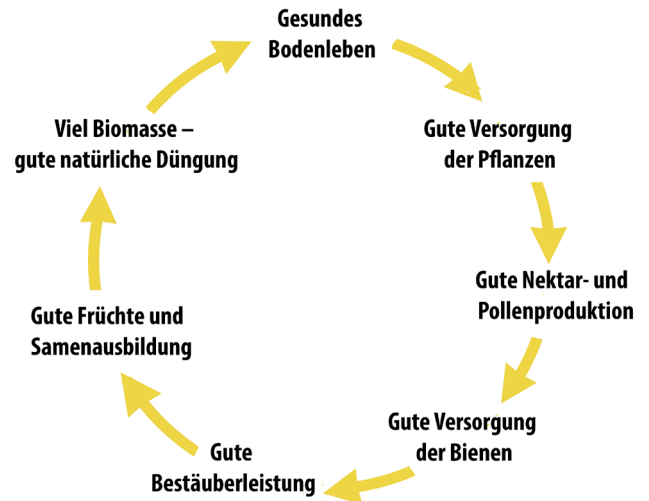 Gesundes
Bodenleben
Gute Versorgung
der Pflanzen
Gute Nektar- und
Pollenproduktion
Gute Versorgung
der Bienen
Gute
Bestäuberleistung
Gute Früchte und
Samenausbildung
Viel Biomasse –
gute natürliche Düngung